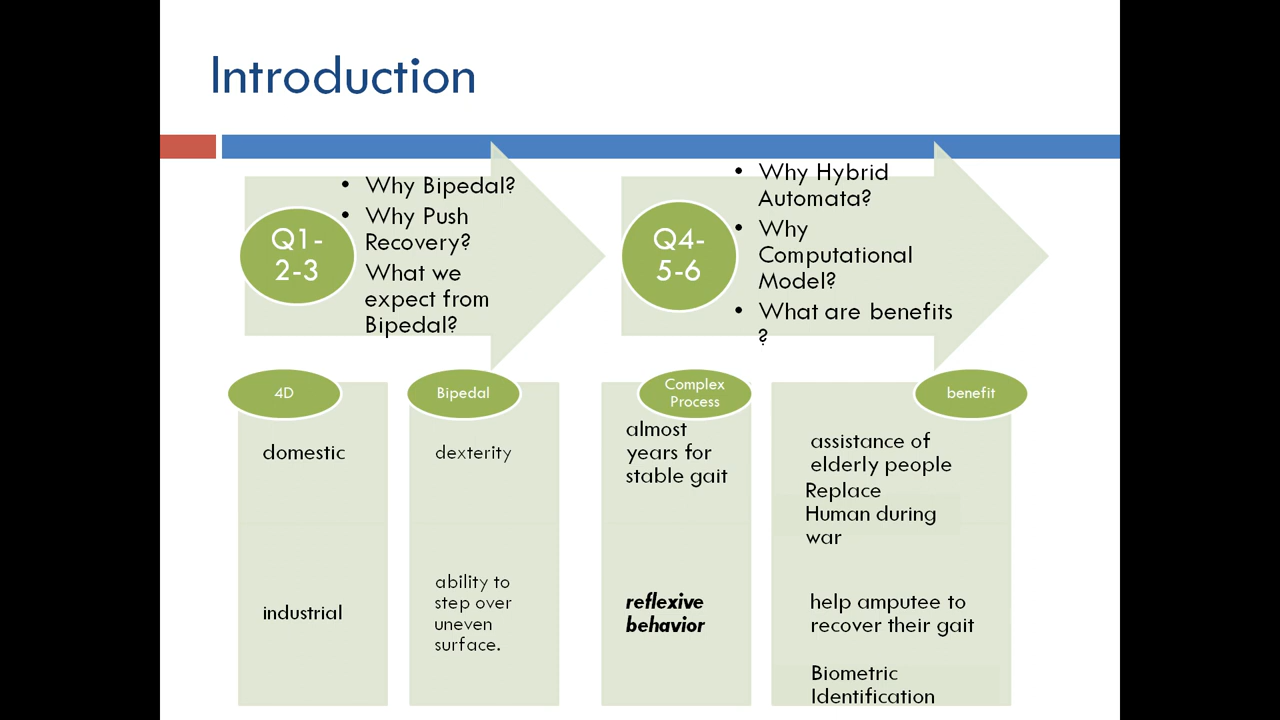 Introduction
Q1-
2-3
• Why Bipedal?
• Why Push
Recovery?
What we
expect from
Bipedal?
Q4-
5-6
• Why Hybrid
Automata?
• Why
Computational
Model?
• What are benefits
?
4D
domestic
industrial
Bipedal
dexterity
ability to
step over
uneven
surface.
Complex
Process
almost
years for
stable gait
reflexive
behavior
benefit
assistance of
elderly people
Replace
Human during
war
help amputee to
recover their gait
Biometric
Identification